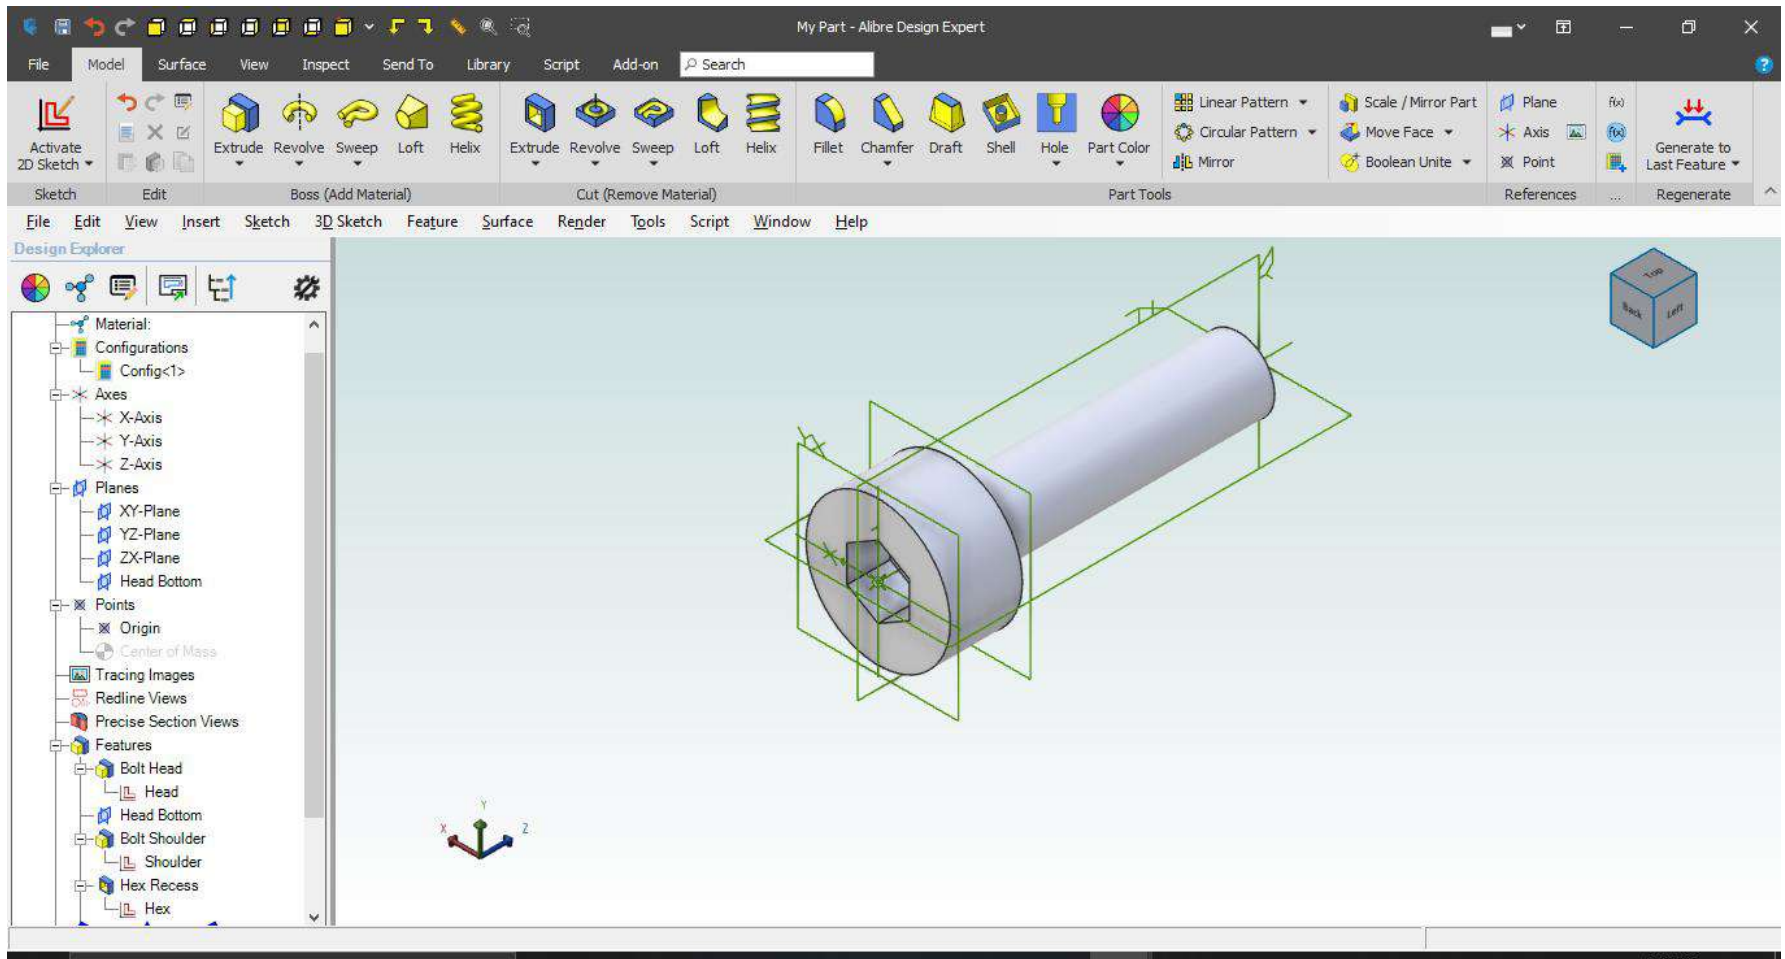 My Part - Alibre Design Expert
File Model Surface View Inspect Send To Library Script Add-on Search
Linear Pattern Scale / Mirror Part Plane f(x)
Circular Pattern Move Face Axis f(x)
Activate 2D Sketch Extrude Revolve Sweep Loft Helix Extrude Revolve Sweep Loft Helix Fillet Chamfer Draft Shell Hole Part Color Mirror Boolean Unite Point Generate to Last Feature
Sketch Edit Boss (Add Material) Cut (Remove Material) Part Tools References ... Regenerate
File Edit View Insert Sketch 3D Sketch Feature Surface Render Tools Script Window Help
Design Explorer
Material:
Configurations
Config<1>
Axes
X-Axis
Y-Axis
Z-Axis
Planes
XY-Plane
YZ-Plane
ZX-Plane
Head Bottom
Points
Origin
Center of Mass
Tracing Images
Redline Views
Precise Section Views
Features
Bolt Head
Head
Head Bottom
Bolt Shoulder
Shoulder
Hex Recess
Hex
Top
Back Left
Y
X Z